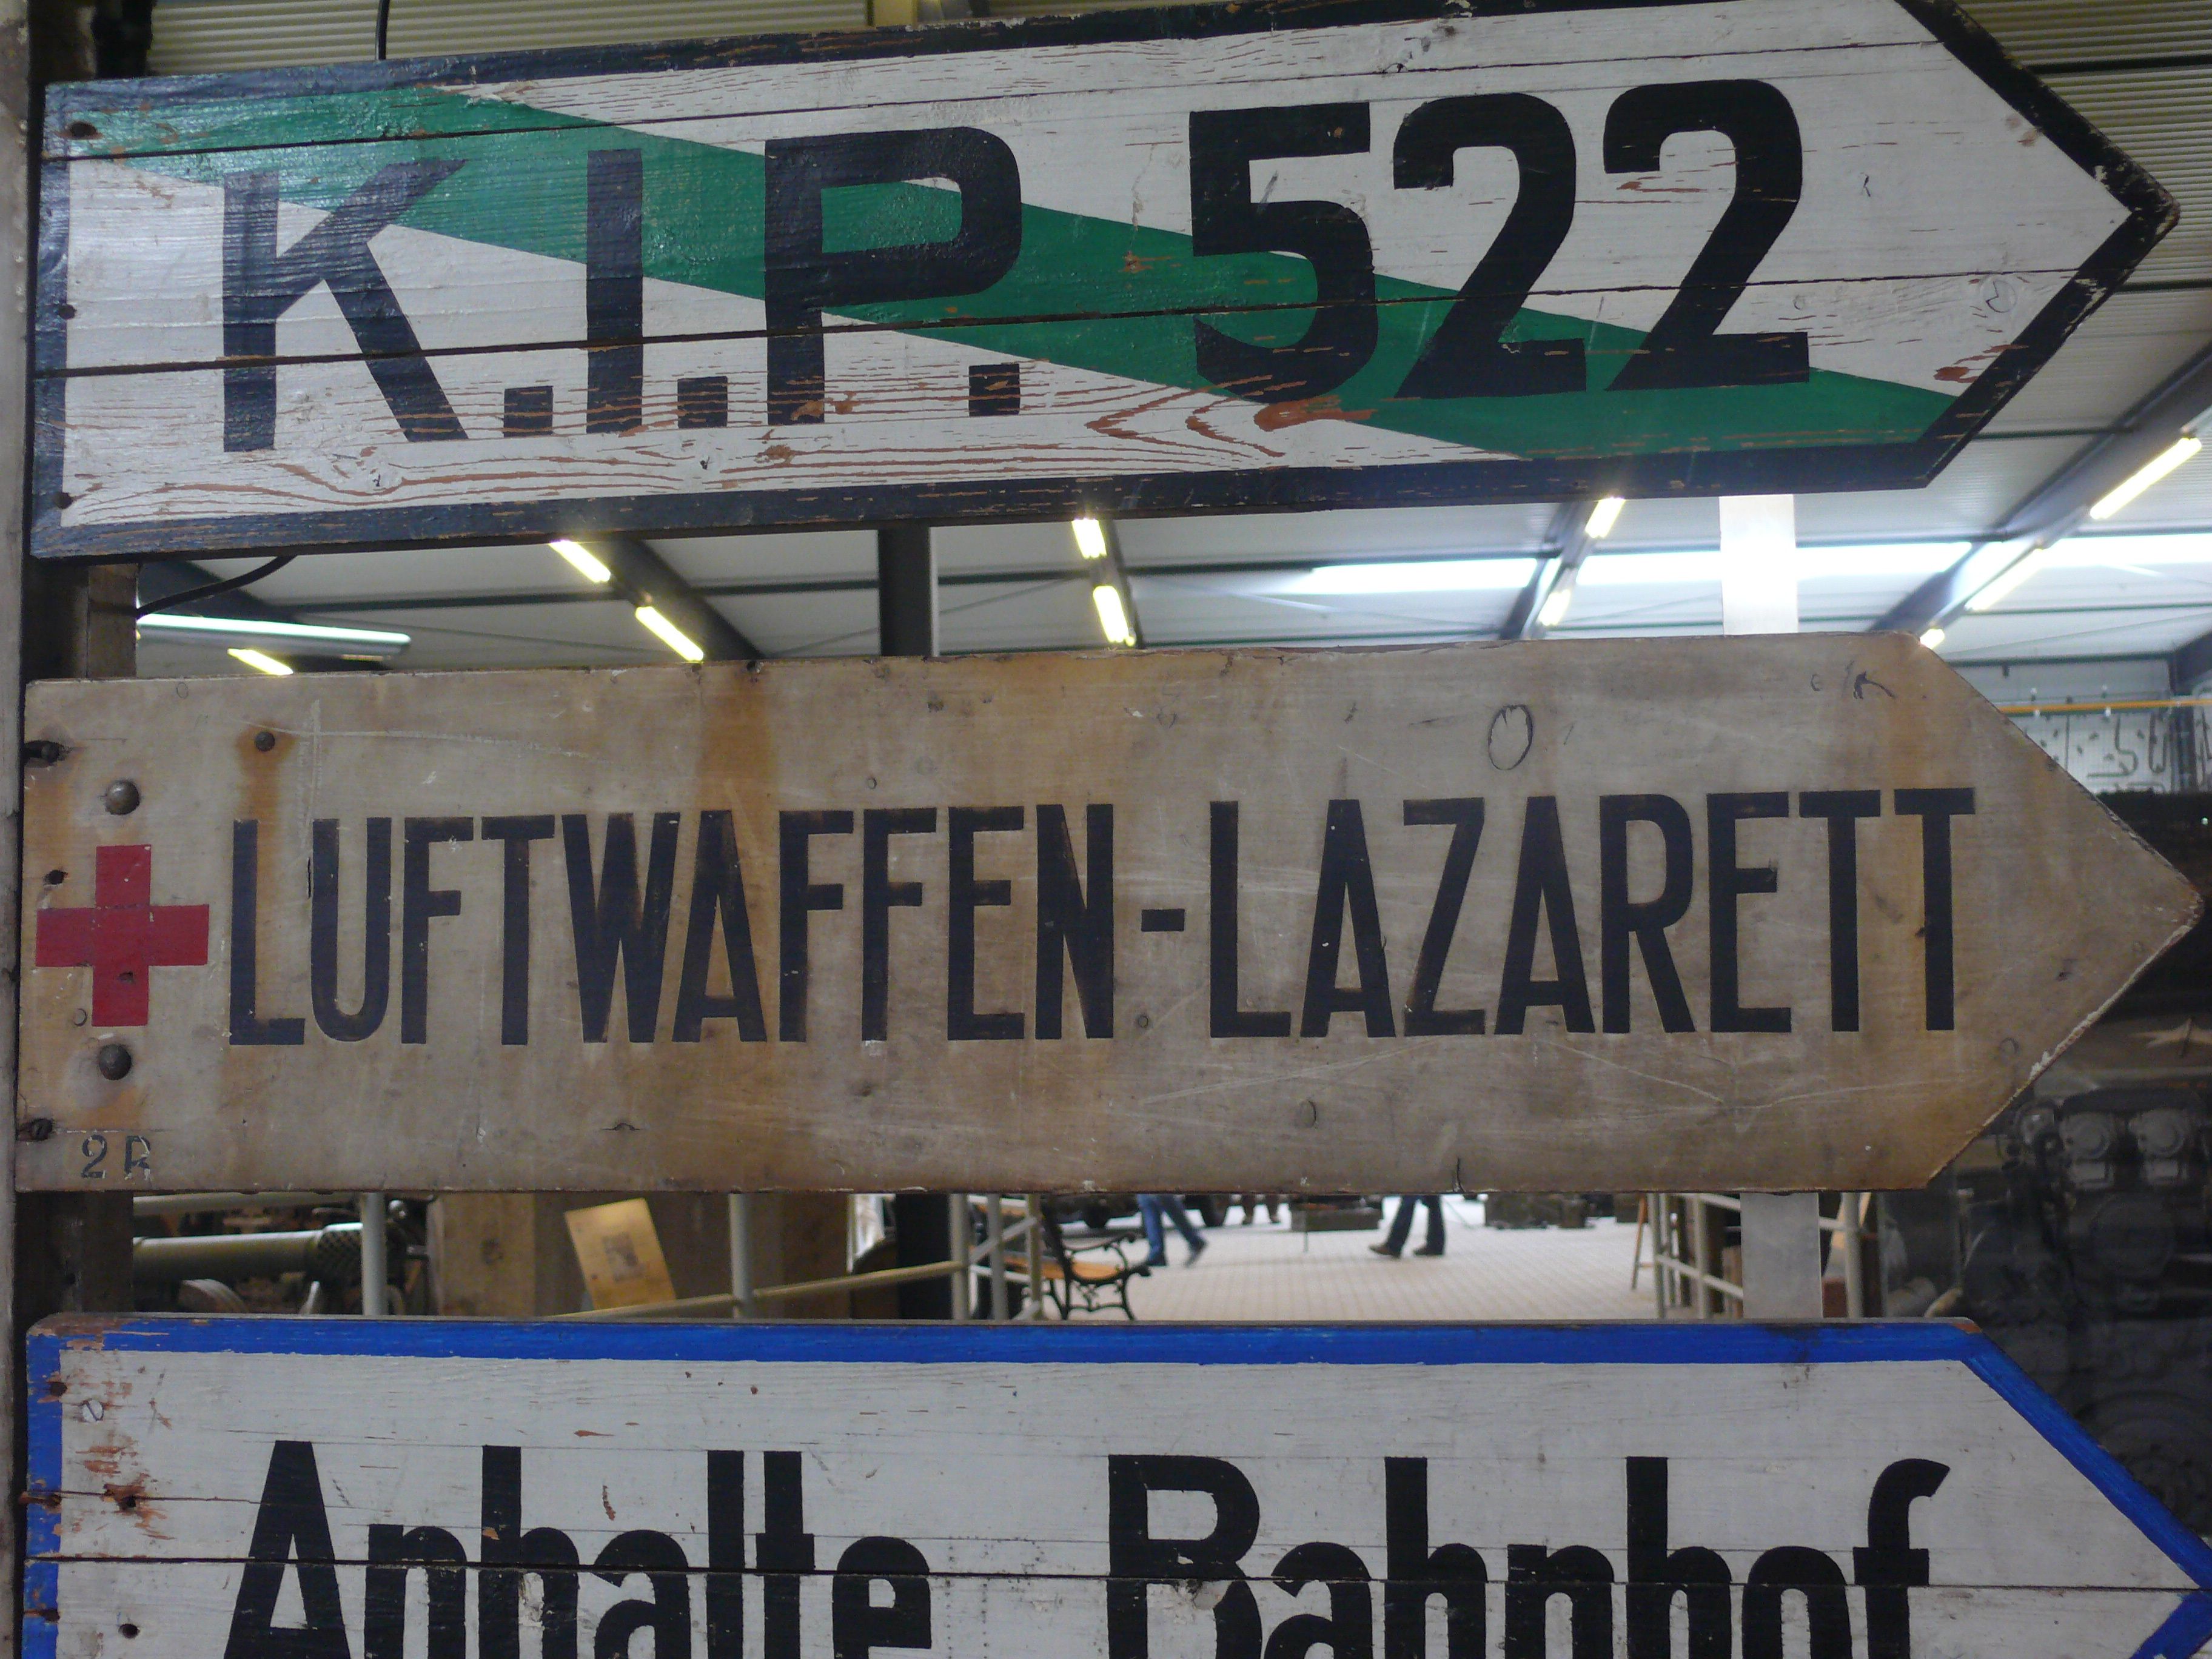 K.I.P. 522
LUFTWAFFEN-LAZARETT
2R
Anhalte Bahnhof